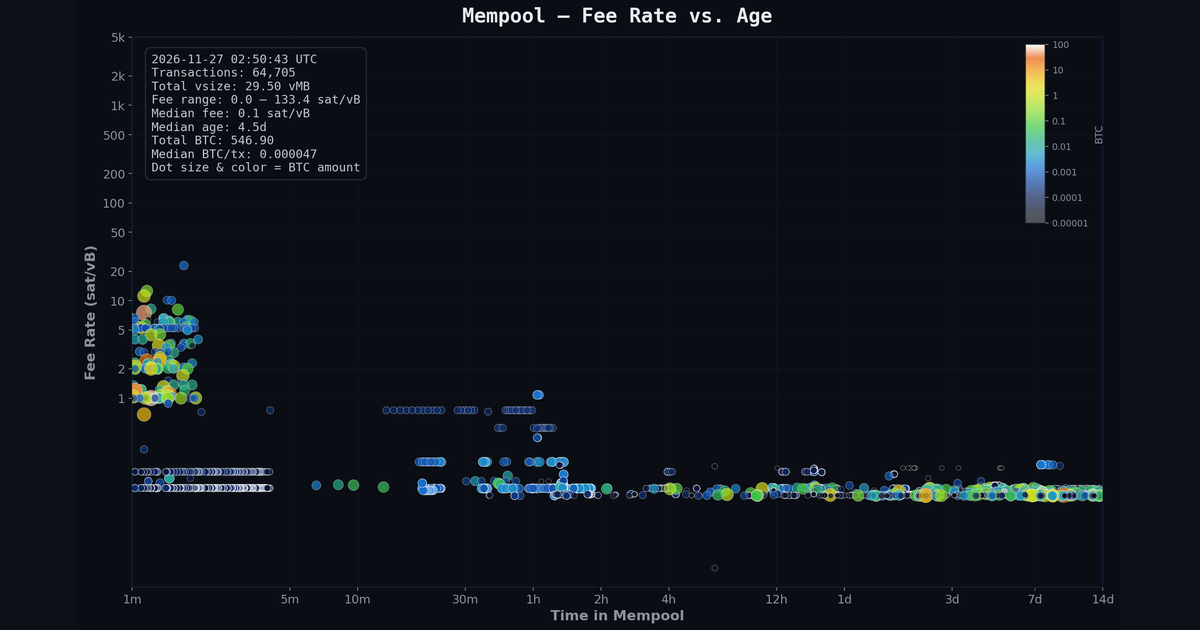 Mempool — Fee Rate vs. Age
2026-11-27 02:50:43 UTC
Transactions: 64,705
Total vsize: 29.50 vMB
Fee range: 0.0 — 133.4 sat/vB
Median fee: 0.1 sat/vB
Median age: 4.5d
Total BTC: 546.90
Median BTC/tx: 0.000047
Dot size & color = BTC amount
100
10
1
0.1
0.01
0.001
0.0001
0.00001
BTC
Fee Rate (sat/vB)
5k
2k
1k
500
200
100
50
20
10
5
2
1
1m
5m
10m
30m
1h
2h
4h
12h
1d
3d
7d
14d
Time in Mempool